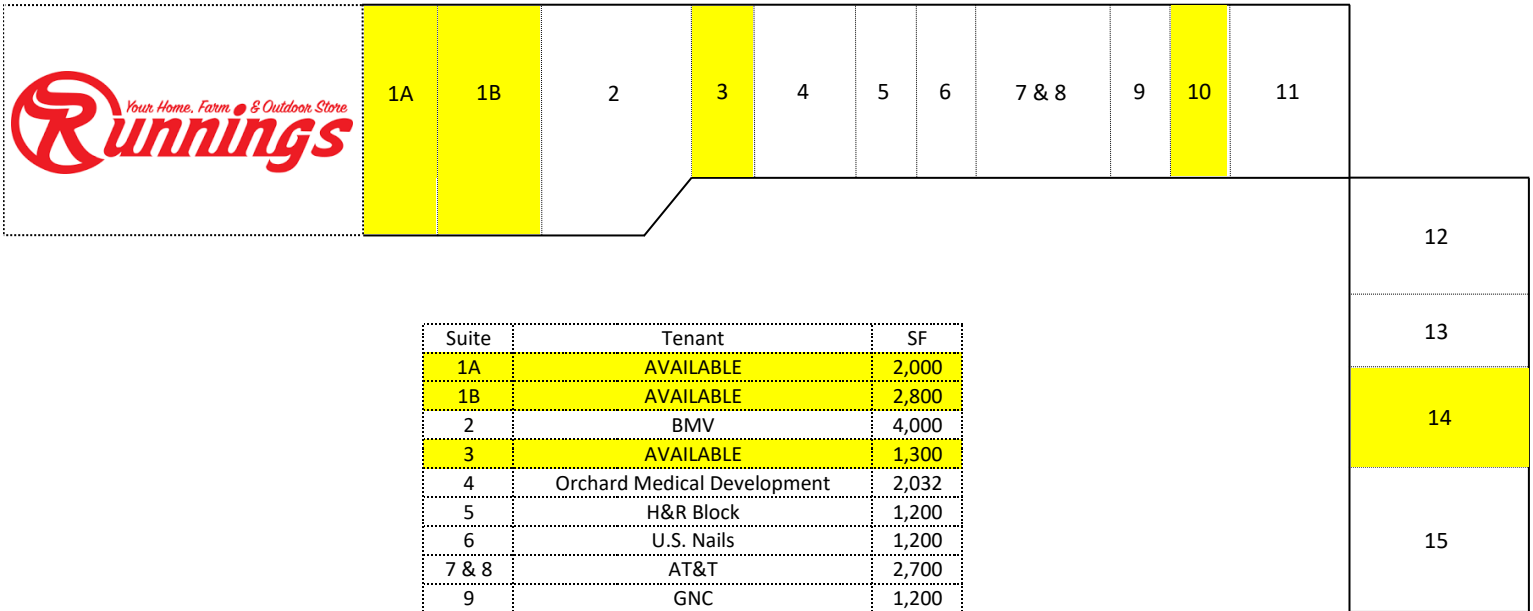 Your Home, Farm & Outdoor Store
Runnings
1A 1B 2 3 4 5 6 7 & 8 9 10 11
12
13
14
15
Suite Tenant SF
1A AVAILABLE 2,000
1B AVAILABLE 2,800
2 BMV 4,000
3 AVAILABLE 1,300
4 Orchard Medical Development 2,032
5 H&R Block 1,200
6 U.S. Nails 1,200
7 & 8 AT&T 2,700
9 GNC 1,200